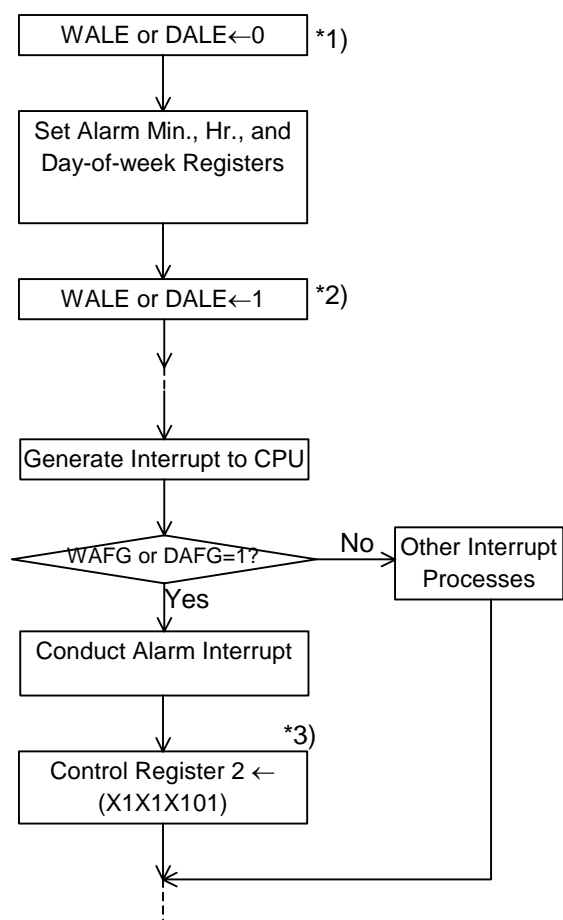 WALE or DALE←0
*1)
Set Alarm Min., Hr., and
Day-of-week Registers
WALE or DALE←1
*2)
Generate Interrupt to CPU
WAFG or DAFG=1?
No
Other Interrupt
Processes
Yes
Conduct Alarm Interrupt
*3)
Control Register 2 ←
(X1X1X101)